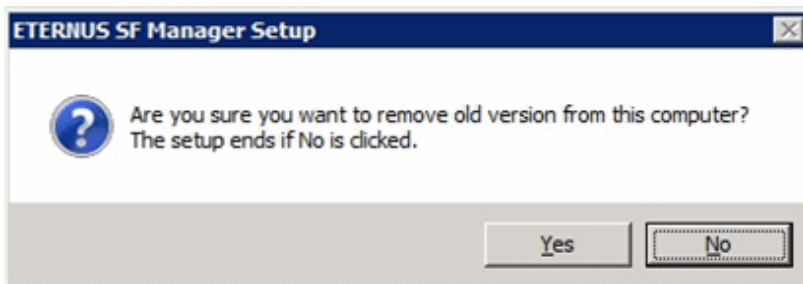 ETERNUS SF Manager Setup
Are you sure you want to remove old version from this computer?
The setup ends if No is clicked.
Yes
No